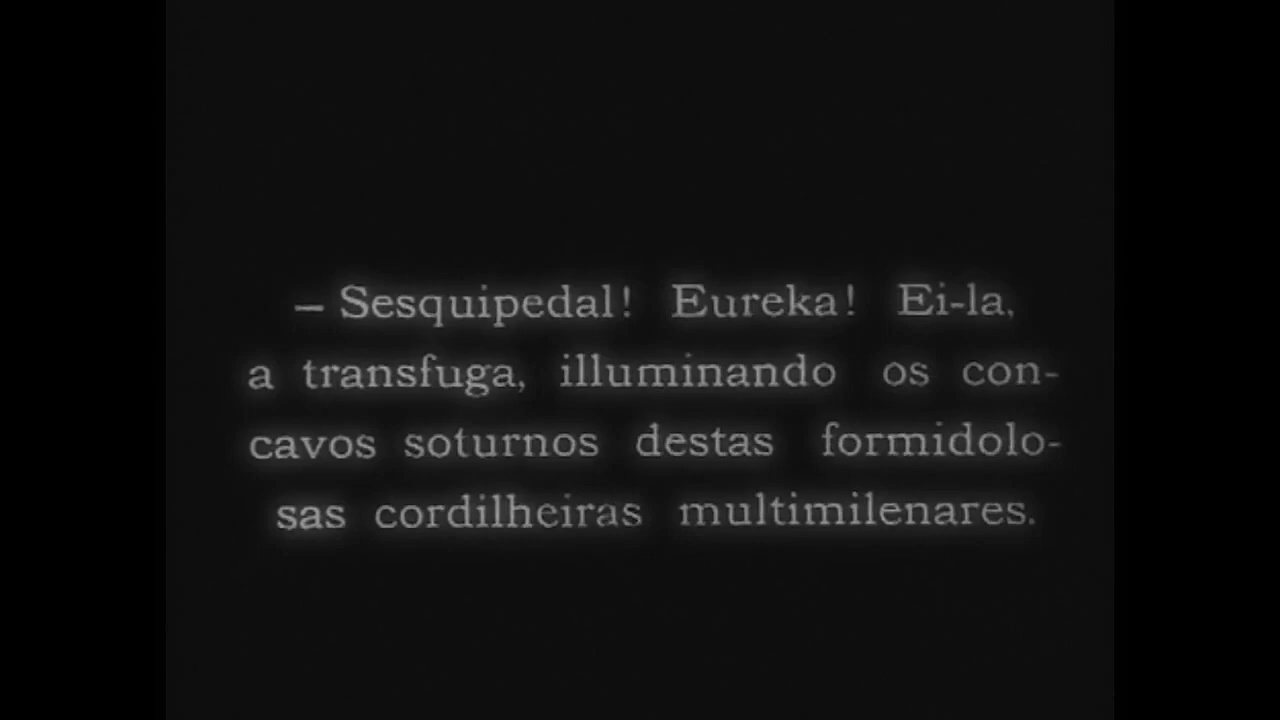 — Sesquipedal! Eureka! Ei-la,
a transfuga, illuminando os con-
cavos soturnos destas formidolo-
sas cordilheiras multimilenares.